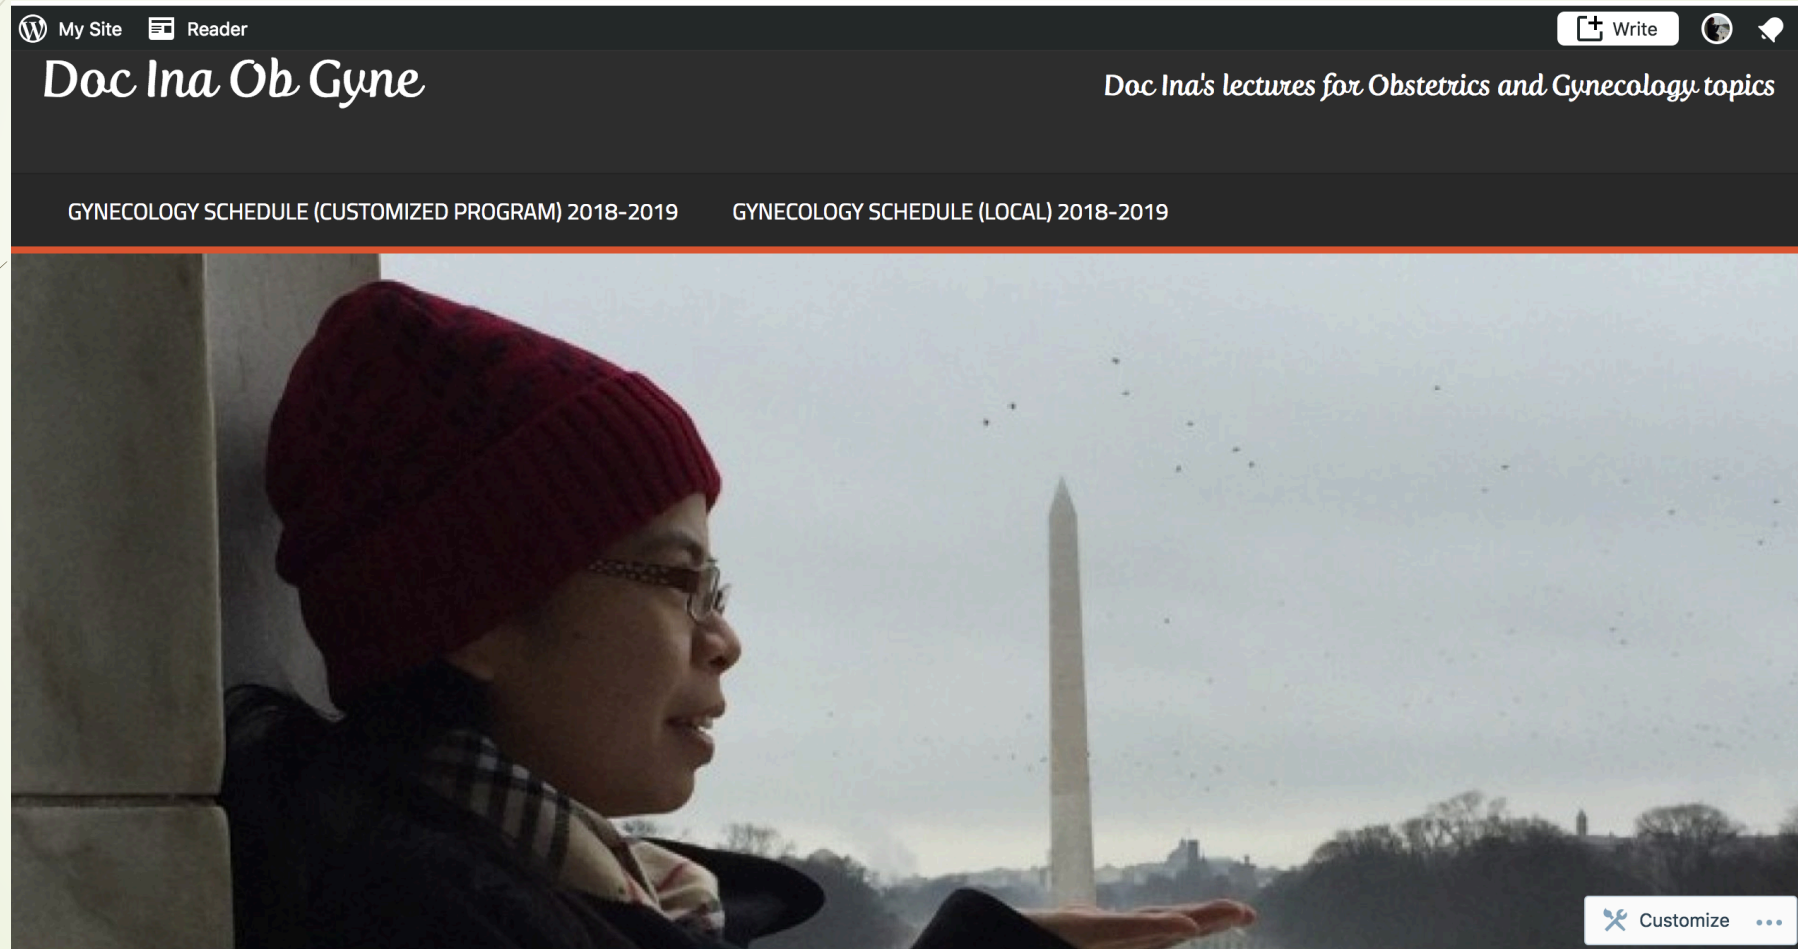 My Site Reader Write
Doc Ina Ob Gyne
Doc Ina's lectures for Obstetrics and Gynecology topics
GYNECOLOGY SCHEDULE (CUSTOMIZED PROGRAM) 2018-2019 GYNECOLOGY SCHEDULE (LOCAL) 2018-2019
Customize